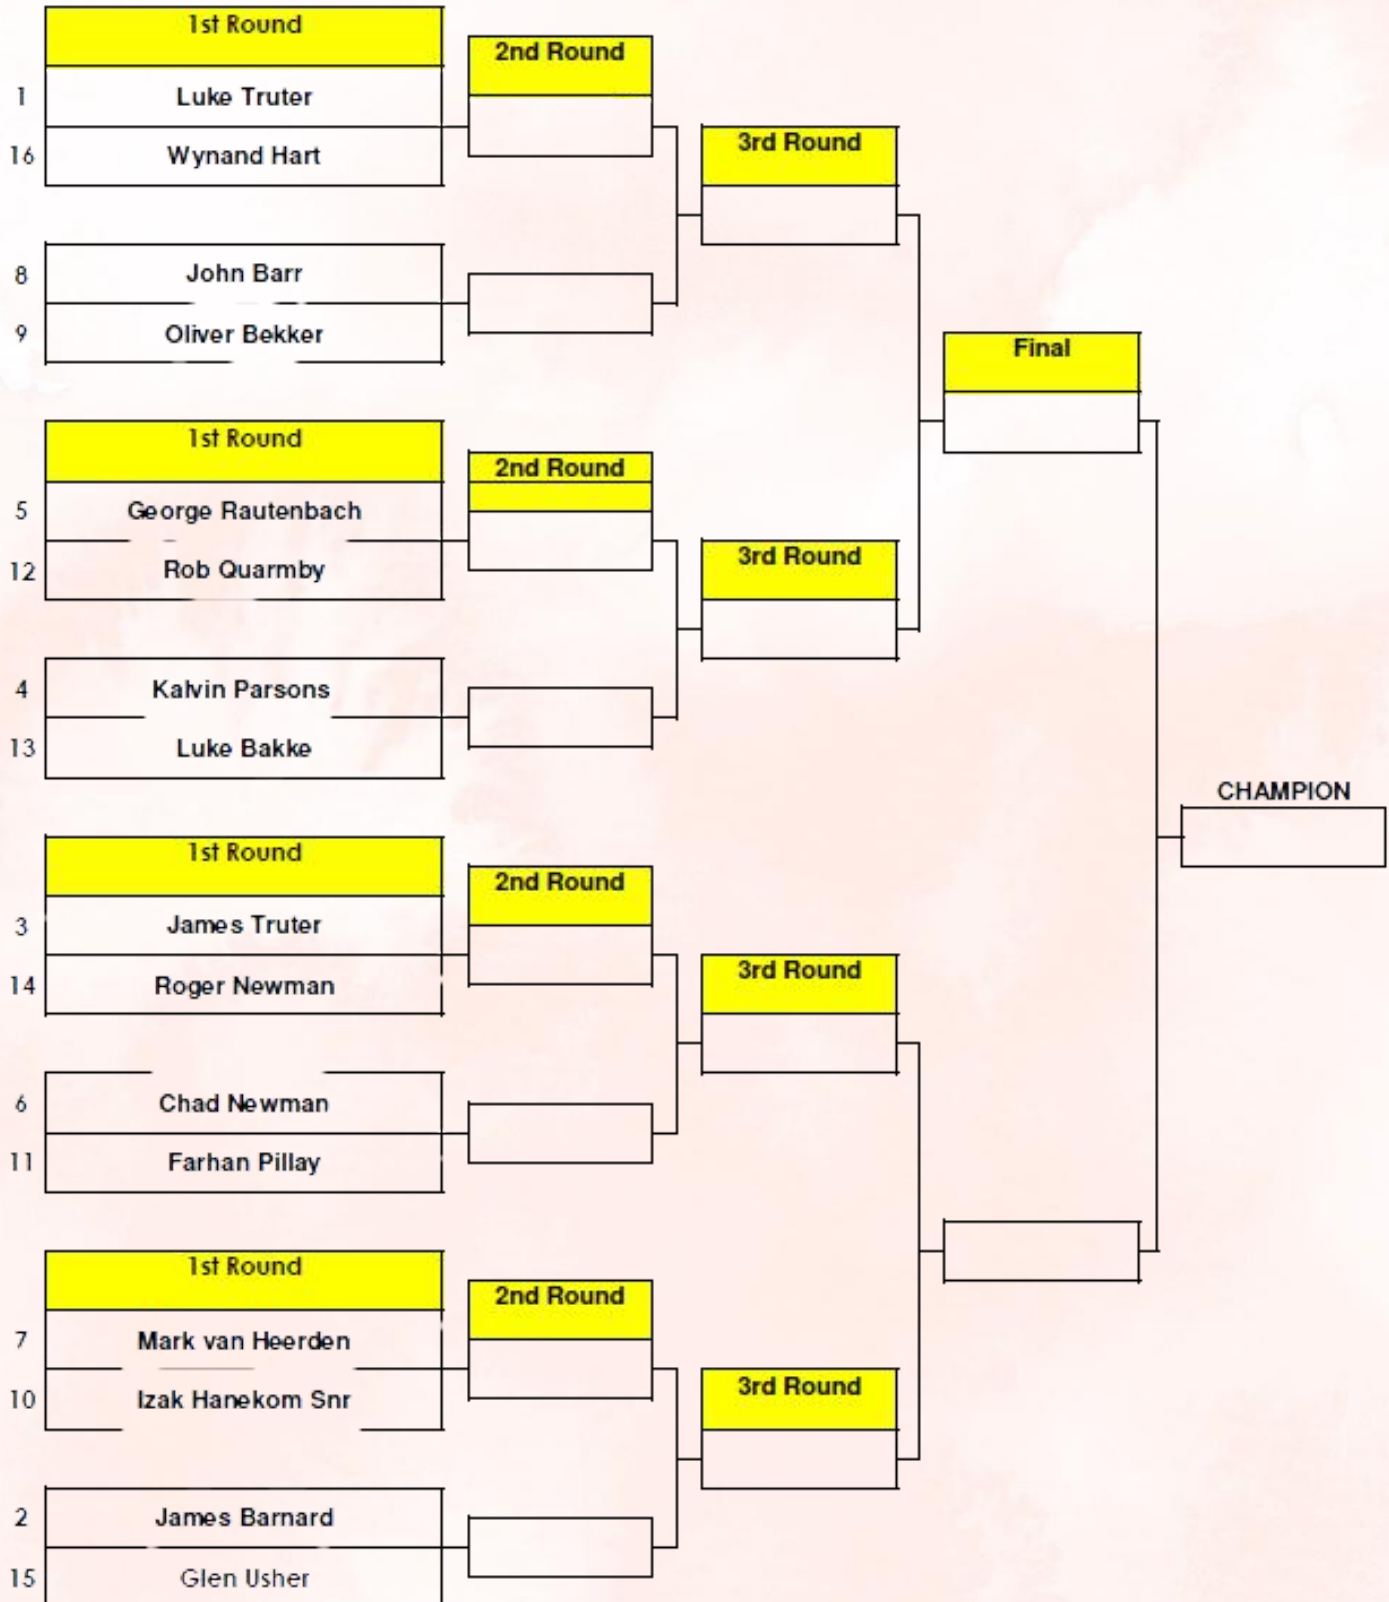 1st Round
2nd Round
1 Luke Truter
16 Wynand Hart
3rd Round
8 John Barr
9 Oliver Bekker
Final
1st Round
2nd Round
5 George Rautenbach
12 Rob Quarmby
3rd Round
4 Kalvin Parsons
13 Luke Bakke
CHAMPION
1st Round
2nd Round
3 James Truter
14 Roger Newman
3rd Round
6 Chad Newman
11 Farhan Pillay
1st Round
2nd Round
7 Mark van Heerden
10 Izak Hanekom Snr
3rd Round
2 James Barnard
15 Glen Usher